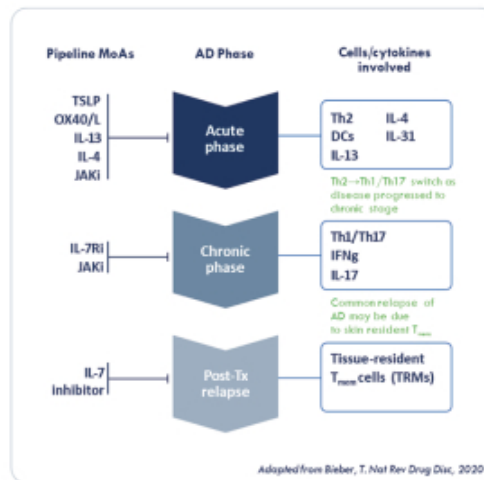 Pipeline MoAs
AD Phase
Cells/cytokines
involved
TSLP
OX40/L
IL-13
IL-4
JAKi
Acute
phase
Th2 IL-4
DCs IL-31
IL-13
Th2→Th1/Th17 switch as
disease progressed to
chronic stage
IL-7Ri
JAKi
Chronic
phase
Th1/Th17
IFNg
IL-17
Common relapse of
AD may be due
to skin resident Tmem
IL-7
inhibitor
Post-Tx
relapse
Tissue-resident
Tmem cells (TRMs)
Adapted from Bieber, T. Nat Rev Drug Disc, 2020